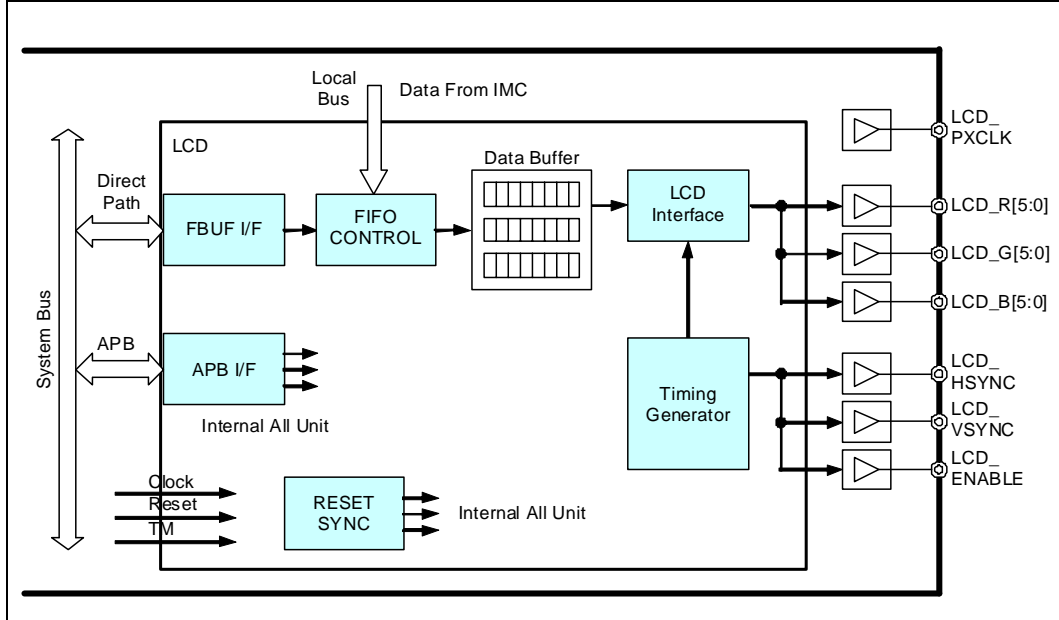 Local
Bus
Data From IMC
LCD_
PXCLK
LCD
Data Buffer
Direct
Path
FBUF I/F
FIFO
CONTROL
LCD
Interface
LCD_R[5:0]
LCD_G[5:0]
LCD_B[5:0]
System Bus
APB
APB I/F
Internal All Unit
Timing
Generator
LCD_
HSYNC
LCD_
VSYNC
LCD_
ENABLE
Clock
Reset
TM
RESET
SYNC
Internal All Unit